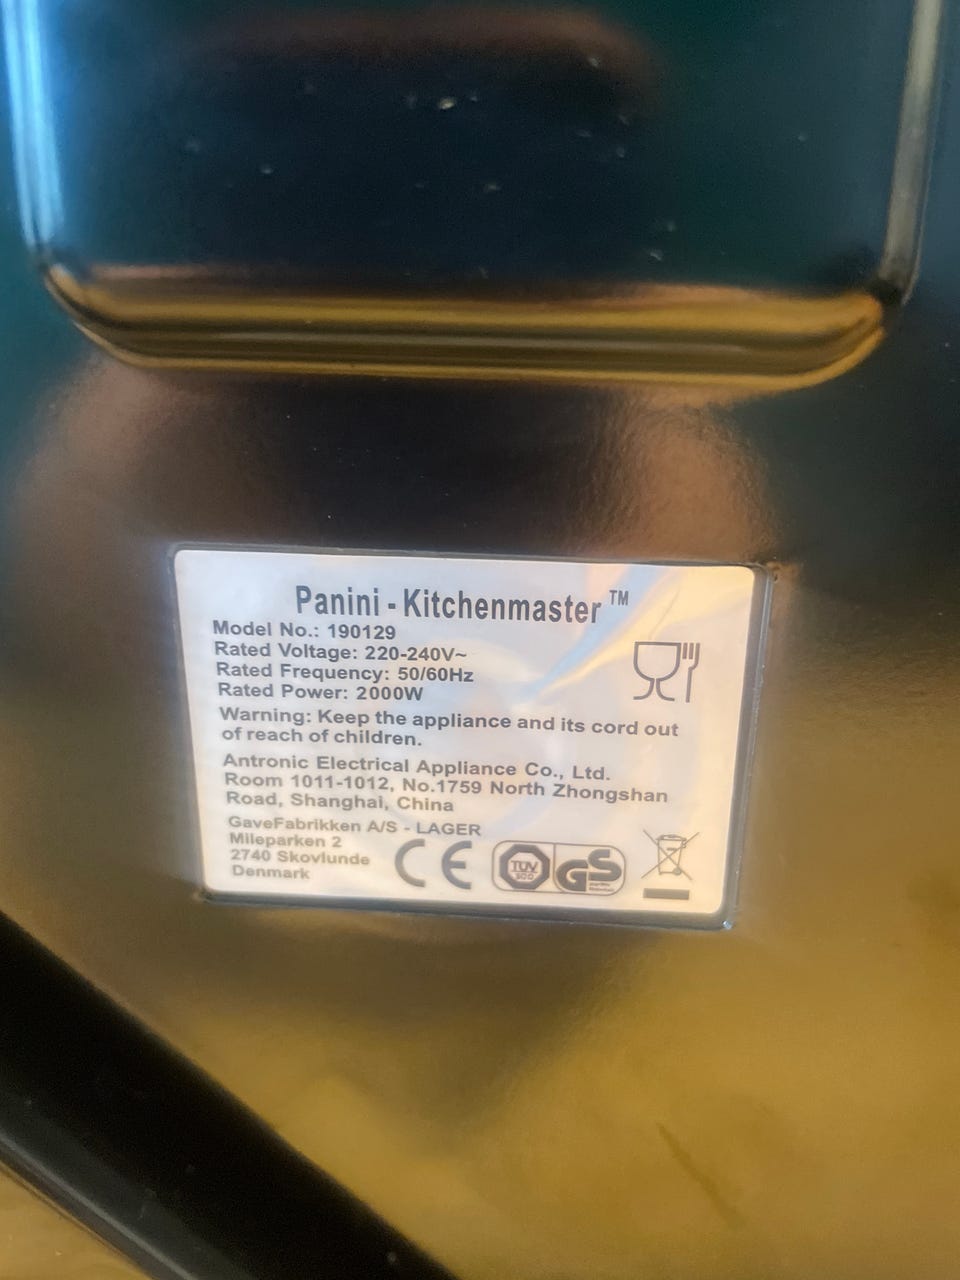 Panini - Kitchenmaster™
Model No.: 190129
Rated Voltage: 220-240V~
Rated Frequency: 50/60Hz
Rated Power: 2000W
Warning: Keep the appliance and its cord out
of reach of children.
Antronic Electrical Appliance Co., Ltd.
Room 1011-1012, No.1759 North Zhongshan
Road, Shanghai, China
GaveFabrikken A/S - LAGER
Mileparken 2
2740 Skovlunde
Denmark
CE
TÜV
SÜD
GS